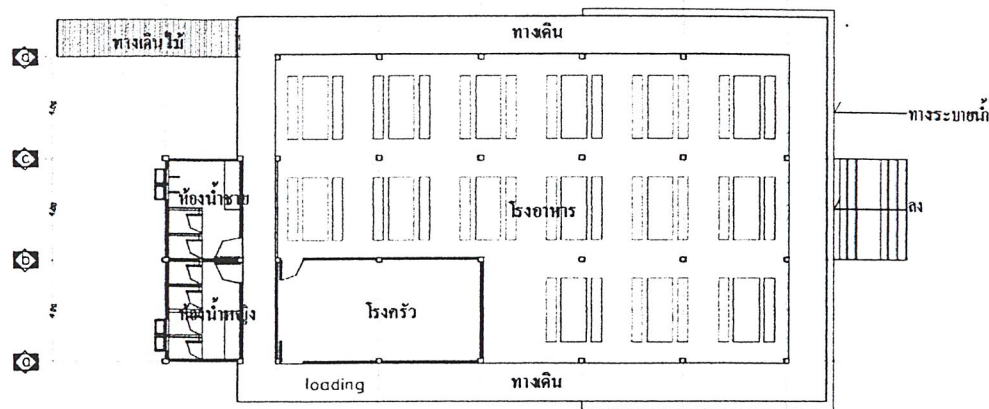 ทางเดิน
ทางเดินไม้
d
ทางระบายน้ำ
c
ห้องน้ำชาย
โรงอาหาร
ลง
b
ห้องน้ำหญิง
โรงครัว
a
loading
ทางเดิน